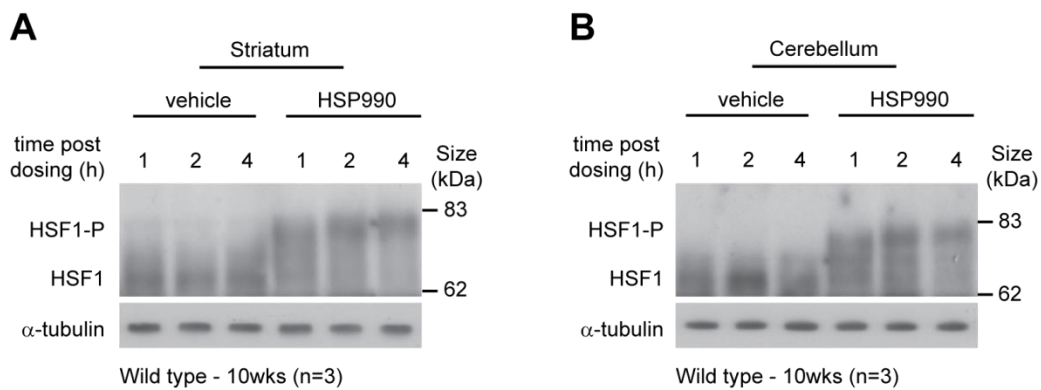 A
Striatum
vehicle HSP990
time post dosing (h) 1 2 4 1 2 4 Size (kDa)
HSF1-P 83
HSF1 62
α-tubulin
Wild type - 10wks (n=3)
B
Cerebellum
vehicle HSP990
time post dosing (h) 1 2 4 1 2 4 Size (kDa)
HSF1-P 83
HSF1 62
α-tubulin
Wild type - 10wks (n=3)